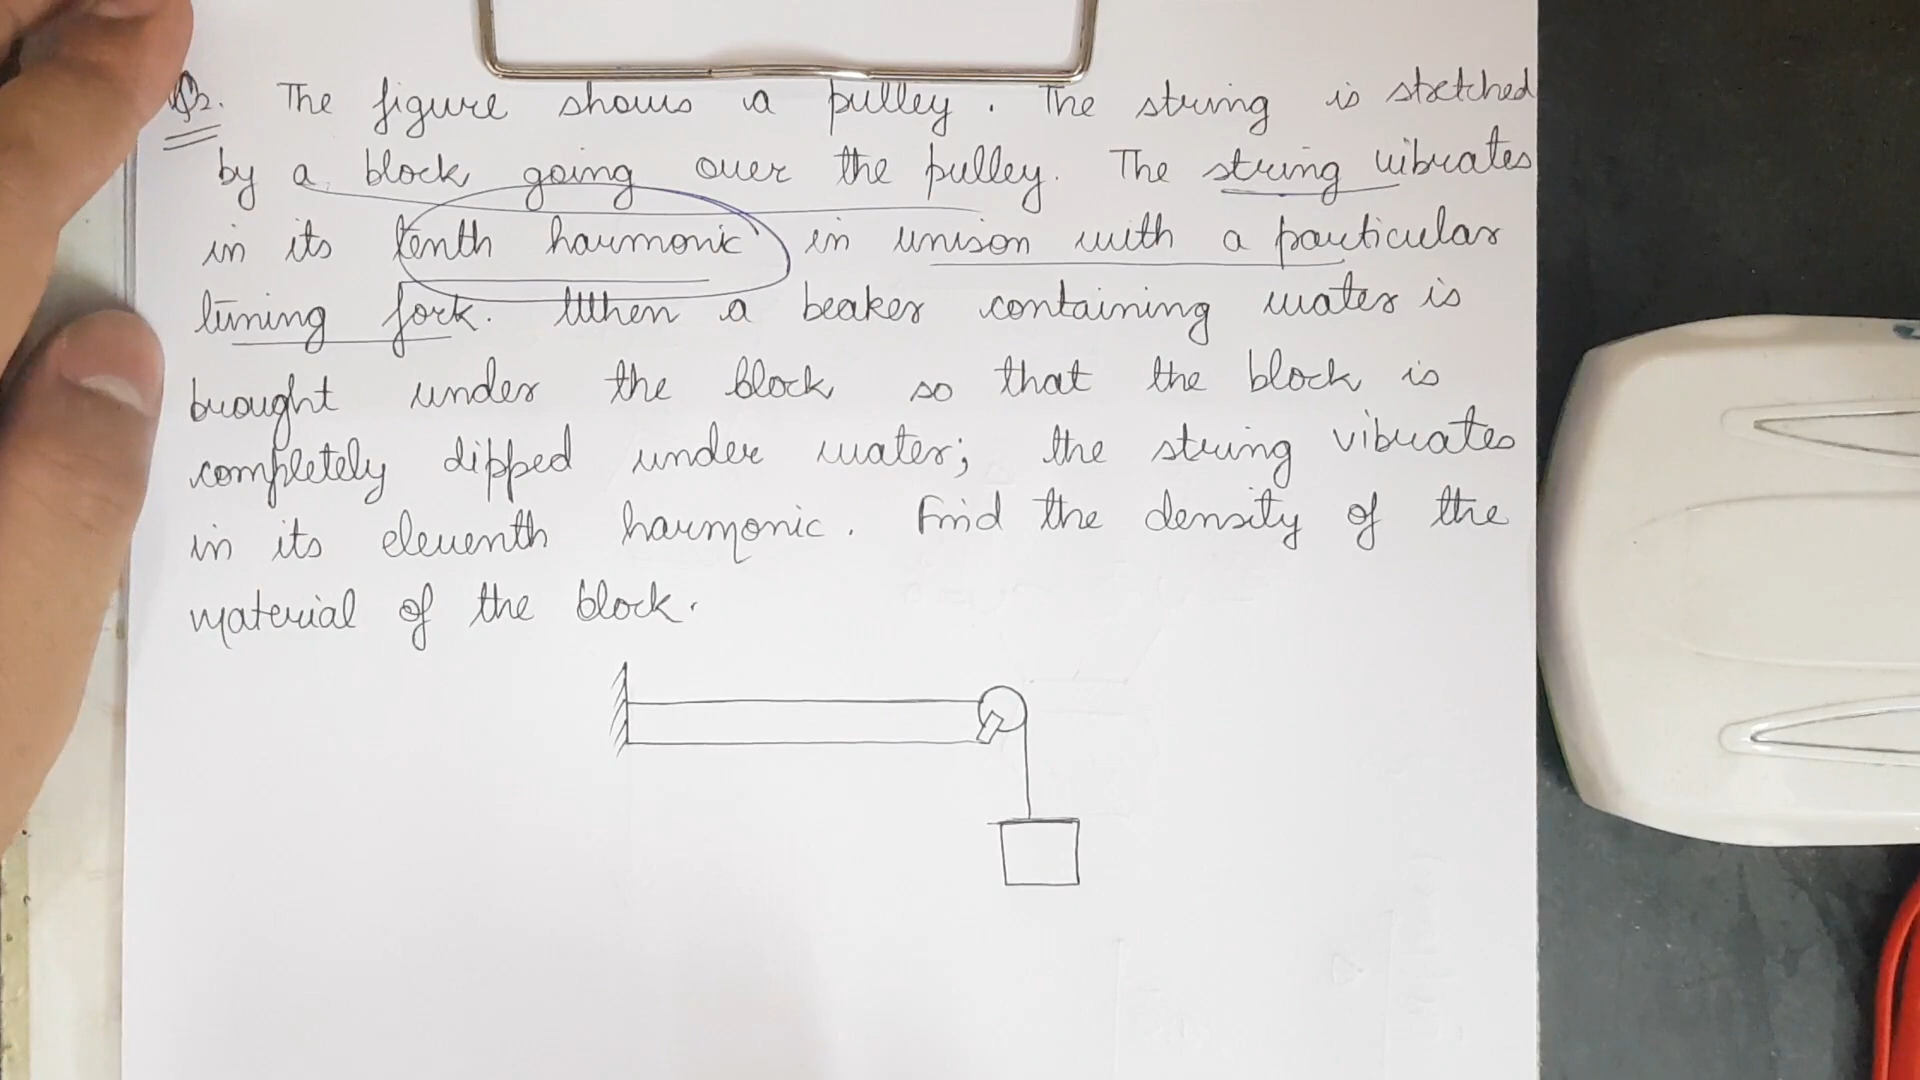 Q2. The figure shows a pulley. The string is stretched
by a block going over the pulley. The string vibrates
in its tenth harmonic in unison with a particular
tuning fork. When a beaker containing water is
brought under the block so that the block is
completely dipped under water; the string vibrates
in its eleventh harmonic. Find the density of the
material of the block.